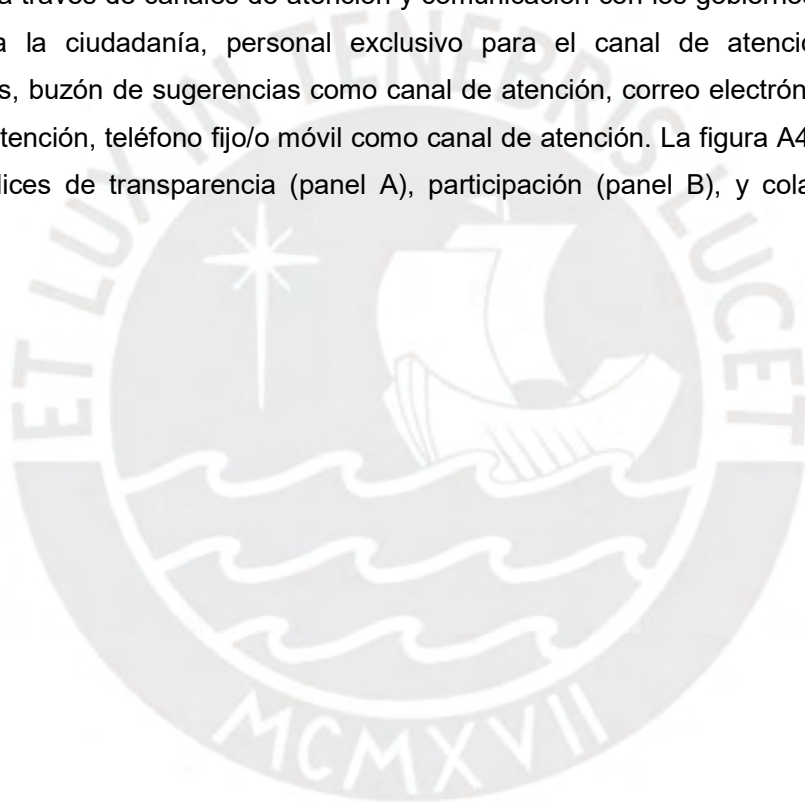 a través de canales de atención y comunicación con los gobiernos
a la ciudadanía, personal exclusivo para el canal de atenció
s, buzón de sugerencias como canal de atención, correo electrón
tención, teléfono fijo/o móvil como canal de atención. La figura A4
lices de transparencia (panel A), participación (panel B), y cola
ET LUX IN TENEBRIS LUCET
MCMXVII